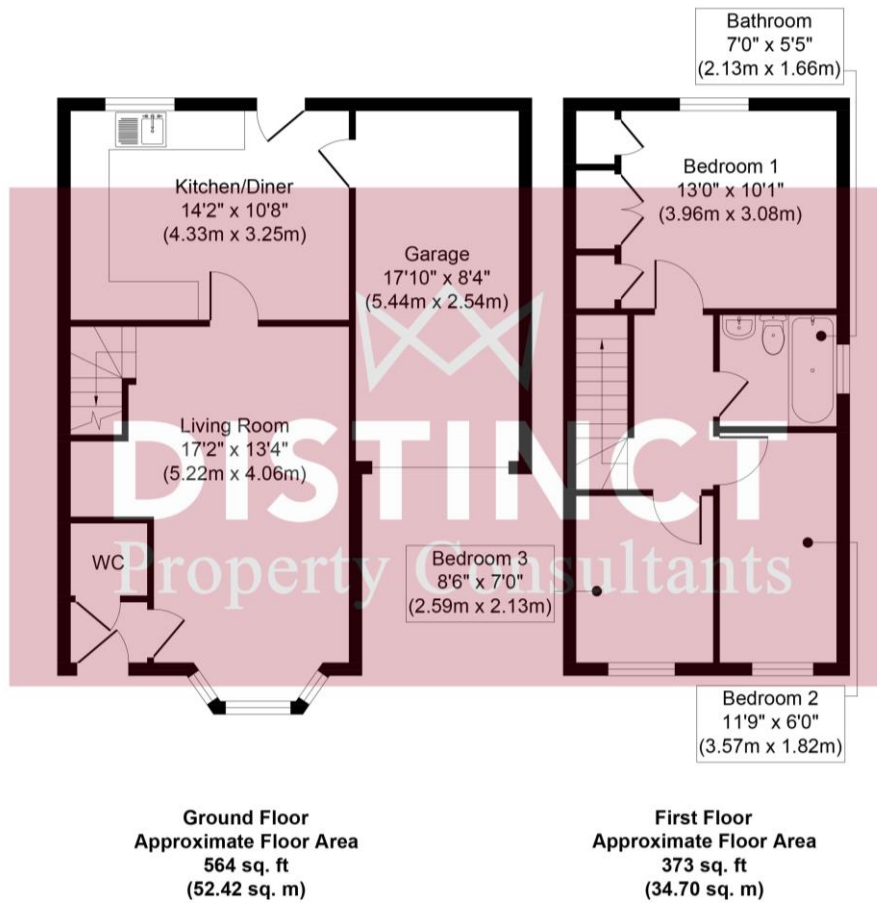 Bathroom
7'0" x 5'5"
(2.13m x 1.66m)
Kitchen/Diner
14'2" x 10'8"
(4.33m x 3.25m)
Bedroom 1
13'0" x 10'1"
(3.96m x 3.08m)
Garage
17'10" x 8'4"
(5.44m x 2.54m)
Living Room
17'2" x 13'4"
(5.22m x 4.06m)
DISTINCT
Property Consultants
WC
Bedroom 3
8'6" x 7'0"
(2.59m x 2.13m)
Bedroom 2
11'9" x 6'0"
(3.57m x 1.82m)
Ground Floor
Approximate Floor Area
564 sq. ft
(52.42 sq. m)
First Floor
Approximate Floor Area
373 sq. ft
(34.70 sq. m)